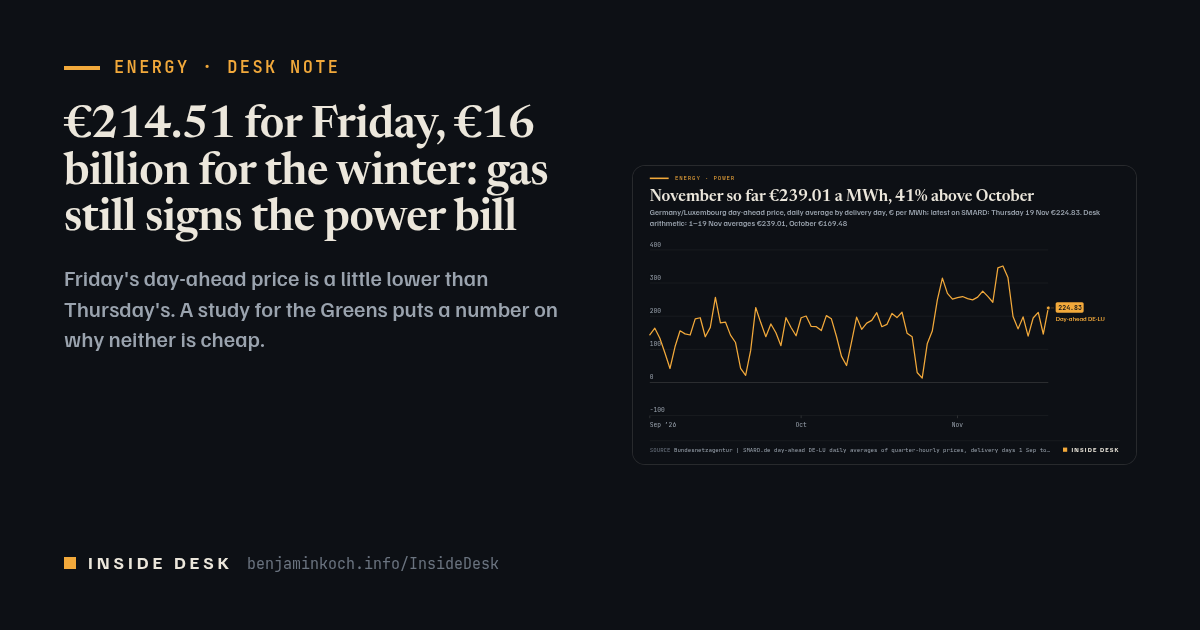 ENERGY · DESK NOTE
€214.51 for Friday, €16
billion for the winter: gas
still signs the power bill
Friday's day-ahead price is a little lower than
Thursday's. A study for the Greens puts a number on
why neither is cheap.
ENERGY · POWER
November so far €239.01 a MWh, 41% above October
Germany/Luxembourg day-ahead price, daily average by delivery day, € per MWh; latest on SMARD: Thursday 19 Nov €224.83. Desk
arithmetic: 1–19 Nov averages €239.01, October €169.48
400
300
200
100
0
-100
224.83
Day-ahead DE-LU
Sep '26
Oct
Nov
SOURCE Bundesnetzagentur | SMARD.de day-ahead DE-LU daily averages of quarter-hourly prices, delivery days 1 Sep to…
INSIDE DESK
INSIDE DESK benjaminkoch.info/InsideDesk